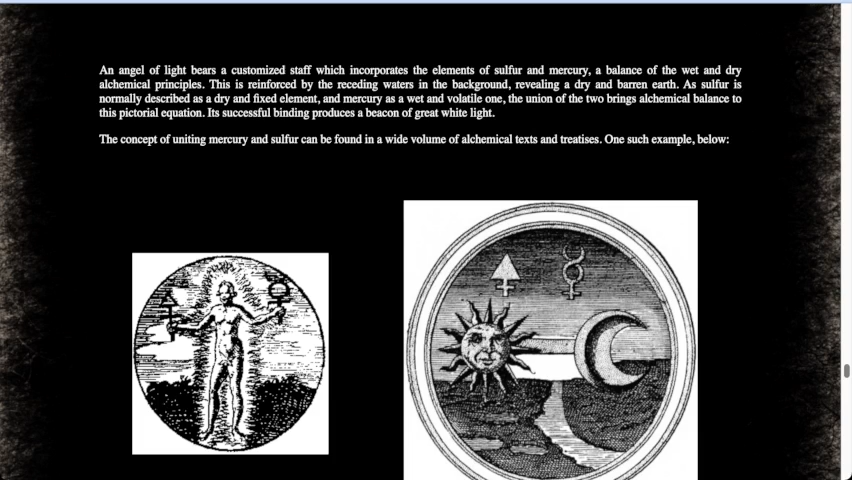 An angel of light bears a customized staff which incorporates the elements of sulfur and mercury, a balance of the wet and dry
alchemical principles. This is reinforced by the receding waters in the background, revealing a dry and barren earth. As sulfur is
normally described as a dry and fixed element, and mercury as a wet and volatile one, the union of the two brings alchemical balance to
this pictorial equation. Its successful binding produces a beacon of great white light.
The concept of uniting mercury and sulfur can be found in a wide volume of alchemical texts and treatises. One such example, below: